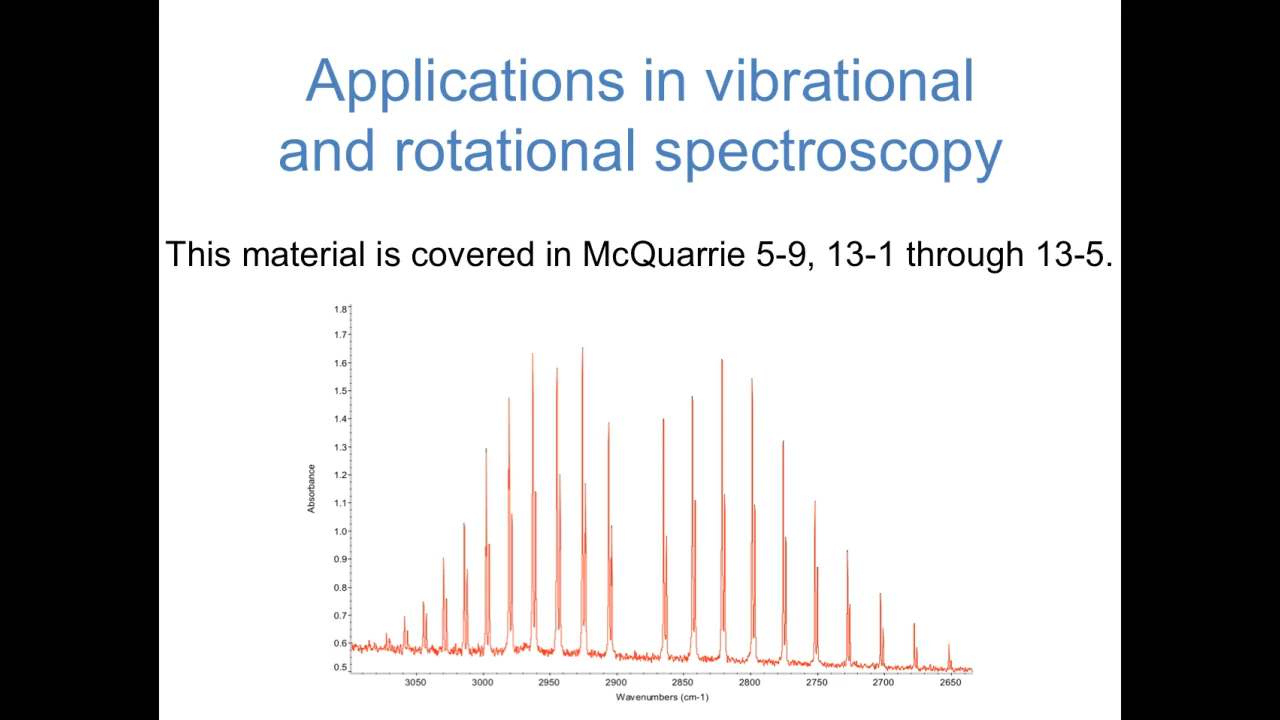 Applications in vibrational
and rotational spectroscopy
This material is covered in McQuarrie 5-9, 13-1 through 13-5.
1.8
1.7
1.6
1.5
1.4
1.3
1.2
1.1
1.0
0.9
0.8
0.7
0.6
0.5
Absorbance
3050 3000 2950 2900 2850 2800 2750 2700 2650
Wavenumbers (cm-1)